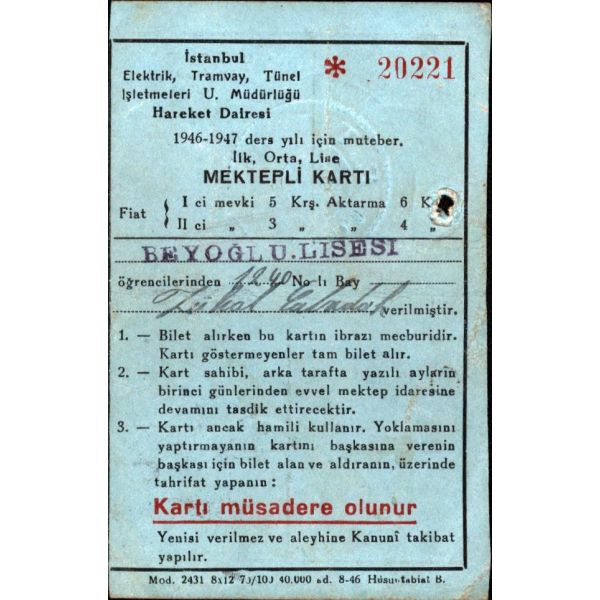 İstanbul
Elektrik, Tramvay, Tünel
İşletmeleri U. Müdürlüğü
Hareket Dairesi
* 20221
1946-1947 ders yılı için muteber.
İlk, Orta, Lise
MEKTEPLİ KARTI
Fiat { I ci mevki 5 Krş. Aktarma 6
II ci „ 3 „ „ 4 „
BEYOĞLU.LISESI
öğrencilerinden 1240 No lı Bay
verilmiştir.
1. — Bilet alırken bu kartın ibrazı mecburidir.
Kartı göstermeyenler tam bilet alır.
2. — Kart sahibi, arka tarafta yazılı ayların
birinci günlerinden evvel mektep idaresine
devamını tasdik ettirecektir.
3. — Kartı ancak hamili kullanır. Yoklamasını
yaptırmayanın kartını başkasına verenin
başkası için bilet alan ve aldıranın, üzerinde
tahrifat yapanın :
Kartı müsadere olunur
Yenisi verilmez ve aleyhine Kanunî takibat
yapılır.
Mod. 2431 8x12 70/100 40.000 ad. 8-46 Hüsnütabiat B.